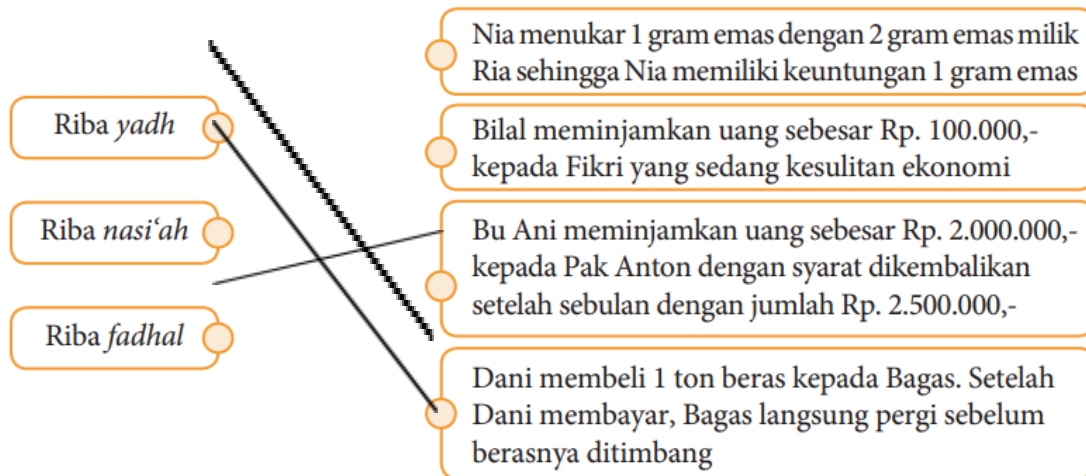 Riba yadh
Riba nasi‘ah
Riba fadhal
Nia menukar 1 gram emas dengan 2 gram emas milik
Ria sehingga Nia memiliki keuntungan 1 gram emas
Bilal meminjamkan uang sebesar Rp. 100.000,-
kepada Fikri yang sedang kesulitan ekonomi
Bu Ani meminjamkan uang sebesar Rp. 2.000.000,-
kepada Pak Anton dengan syarat dikembalikan
setelah sebulan dengan jumlah Rp. 2.500.000,-
Dani membeli 1 ton beras kepada Bagas. Setelah
Dani membayar, Bagas langsung pergi sebelum
berasnya ditimbang